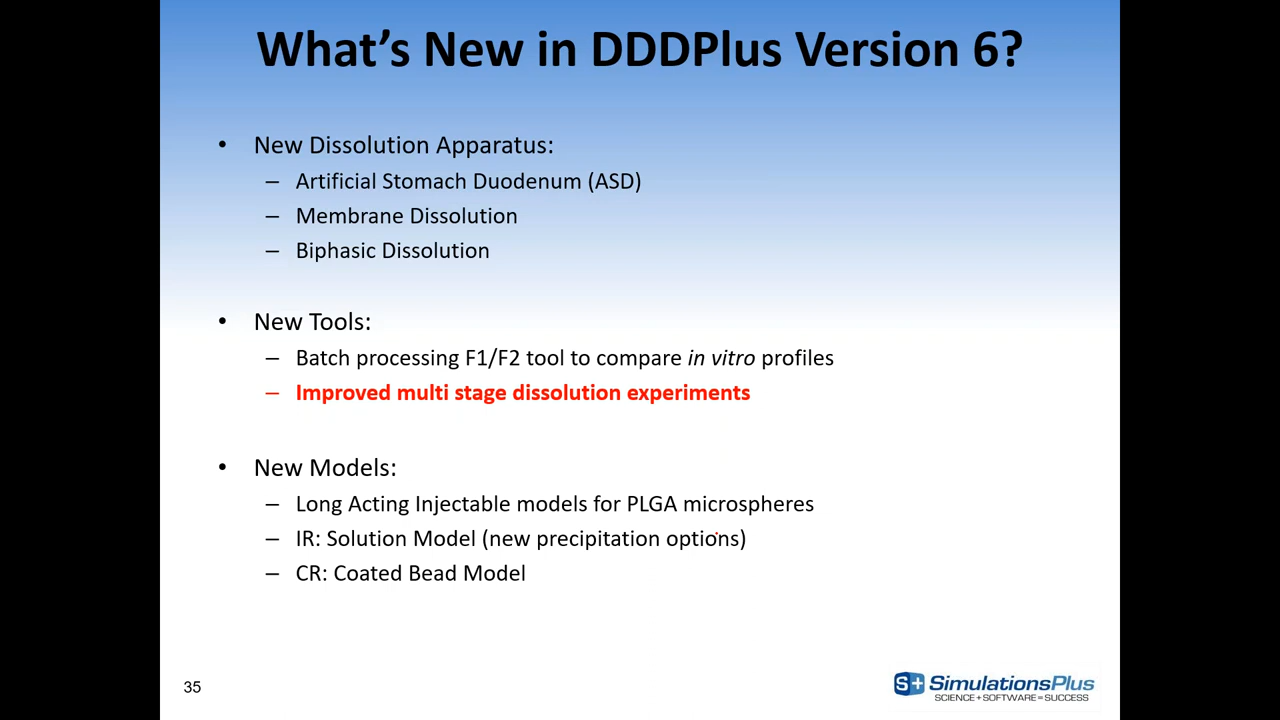 What's New in DDDPlus Version 6?
• New Dissolution Apparatus:
– Artificial Stomach Duodenum (ASD)
– Membrane Dissolution
– Biphasic Dissolution
• New Tools:
– Batch processing F1/F2 tool to compare in vitro profiles
– Improved multi stage dissolution experiments
• New Models:
– Long Acting Injectable models for PLGA microspheres
– IR: Solution Model (new precipitation options)
– CR: Coated Bead Model
35
S+ SimulationsPlus
SCIENCE + SOFTWARE = SUCCESS